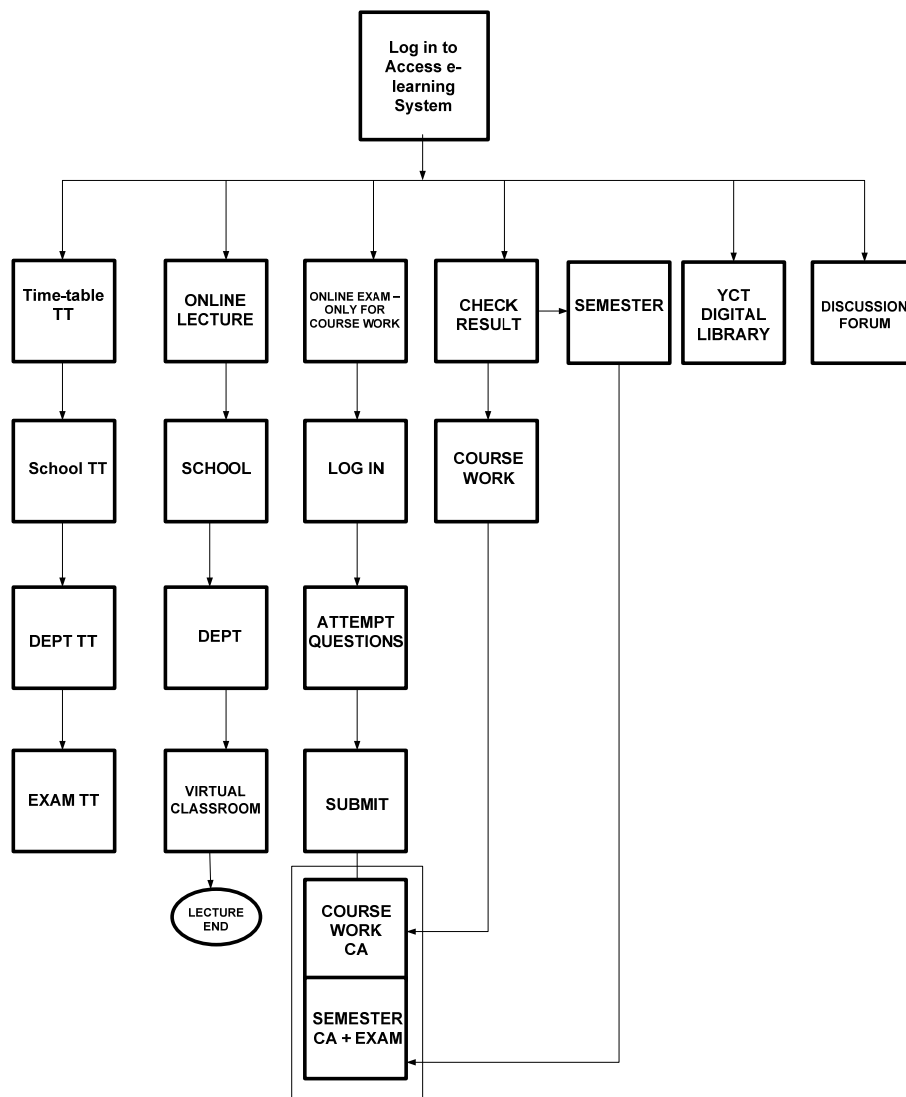 Log in to
Access e-
learning
System
Time-table
TT
ONLINE
LECTURE
ONLINE EXAM –
ONLY FOR
COURSE WORK
CHECK
RESULT
SEMESTER
YCT
DIGITAL
LIBRARY
DISCUSSION
FORUM
School TT
SCHOOL
LOG IN
COURSE
WORK
DEPT TT
DEPT
ATTEMPT
QUESTIONS
EXAM TT
VIRTUAL
CLASSROOM
SUBMIT
LECTURE
END
COURSE
WORK
CA
SEMESTER
CA + EXAM